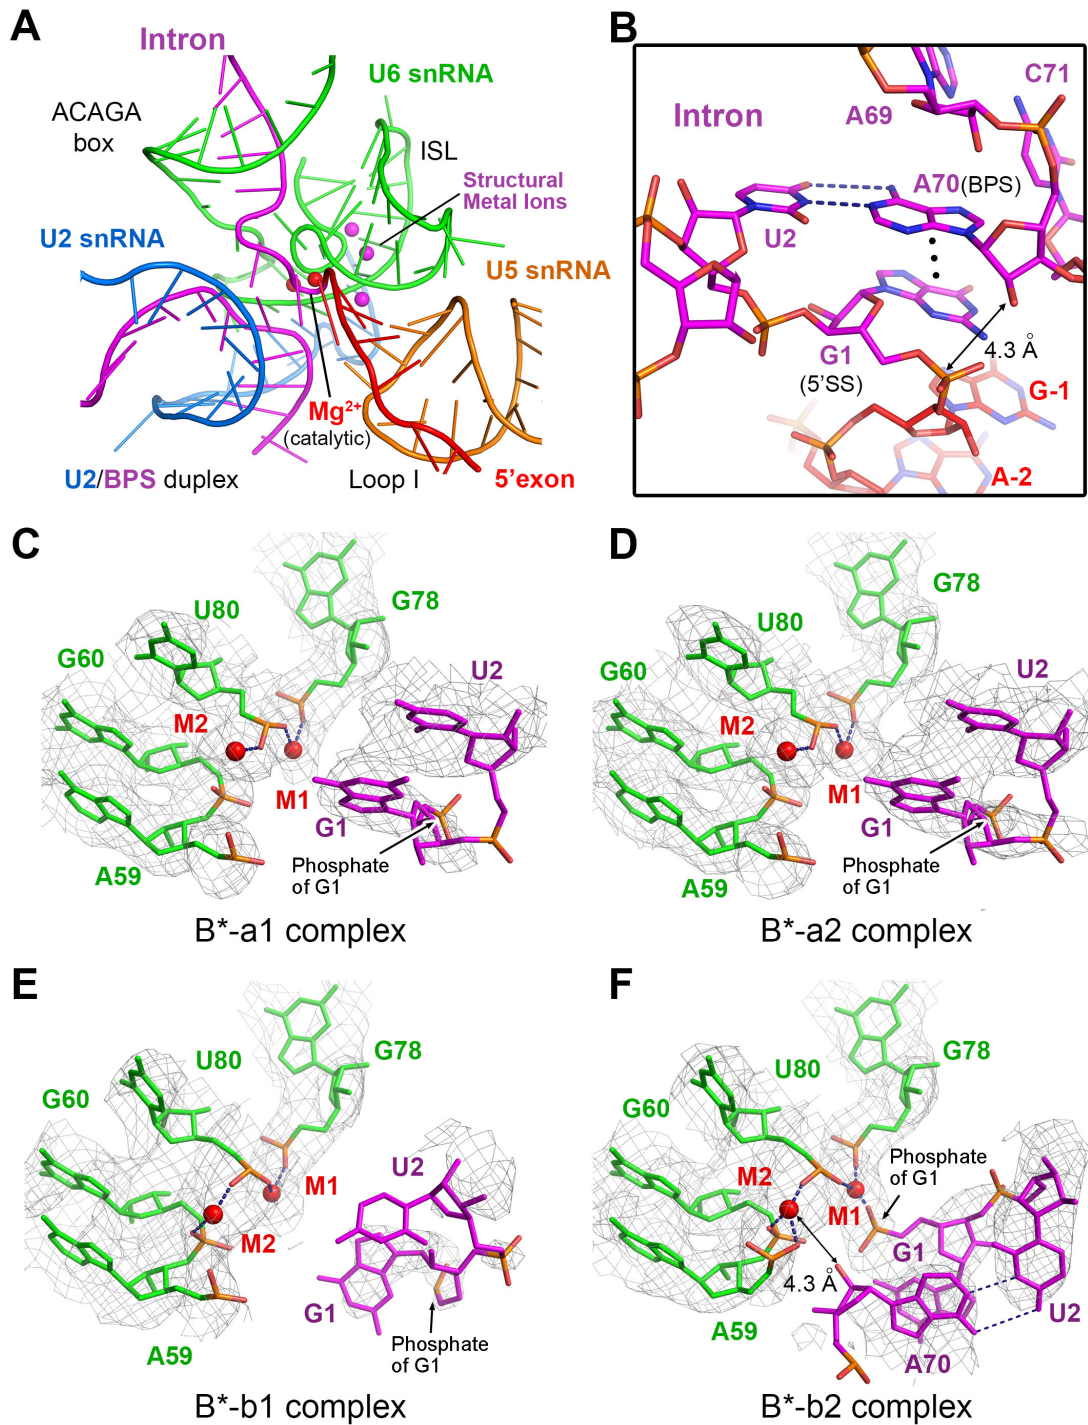 A
Intron
U6 snRNA
ACAGA
box
ISL
Structural
Metal Ions
U2 snRNA
U5 snRNA
Mg²⁺
(catalytic)
U2/BPS duplex
Loop I
5'exon
B
C71
A69
Intron
A70(BPS)
U2
G1
(5'SS)
4.3 Å
G-1
A-2
C
U80
G78
G60
U2
M2
M1
G1
Phosphate
of G1
A59
B*-a1 complex
D
G78
U80
G60
U2
M2
M1
G1
Phosphate
of G1
A59
B*-a2 complex
E
U80
G78
G60
U2
M1
M2
G1
Phosphate
of G1
A59
B*-b1 complex
F
G78
U80
G60
Phosphate
of G1
M2
M1
G1
4.3 Å
U2
A59
A70
B*-b2 complex